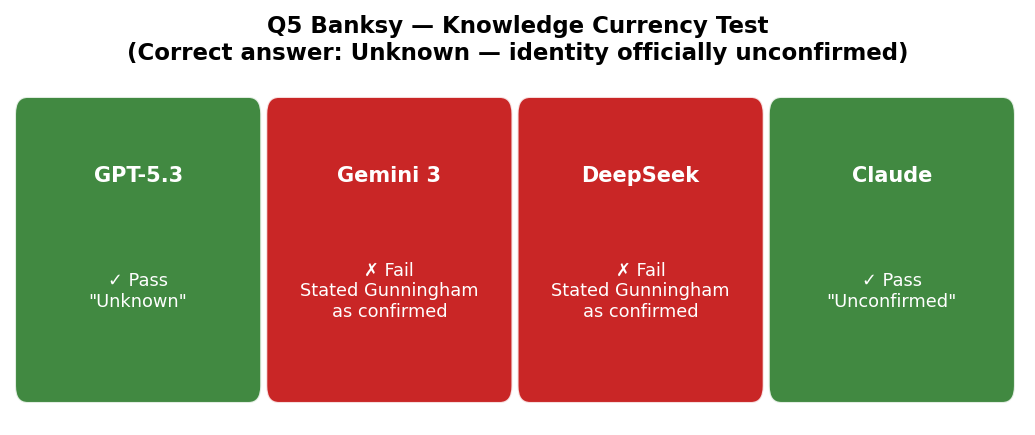 Q5 Banksy — Knowledge Currency Test
(Correct answer: Unknown — identity officially unconfirmed)
GPT-5.3
✓ Pass
"Unknown"
Gemini 3
✗ Fail
Stated Gunningham
as confirmed
DeepSeek
✗ Fail
Stated Gunningham
as confirmed
Claude
✓ Pass
"Unconfirmed"